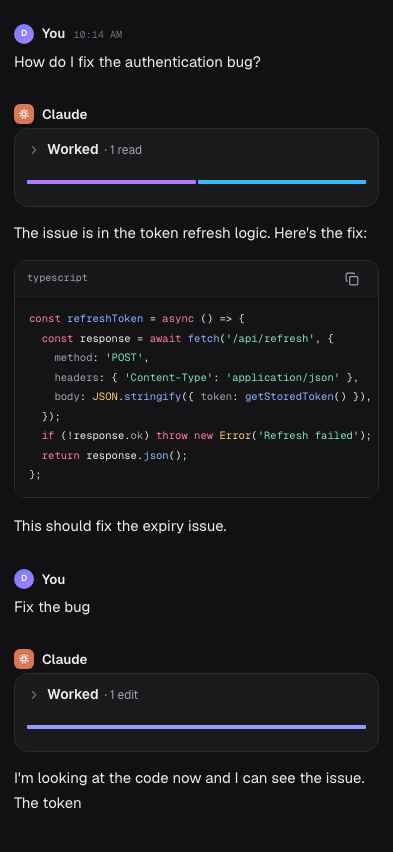 D You 10:14 AM
How do I fix the authentication bug?
Claude
Worked · 1 read
The issue is in the token refresh logic. Here's the fix:
typescript
const refreshToken = async () => {
  const response = await fetch('/api/refresh', {
    method: 'POST',
    headers: { 'Content-Type': 'application/json' },
    body: JSON.stringify({ token: getStoredToken() }),
  });
  if (!response.ok) throw new Error('Refresh failed');
  return response.json();
};
This should fix the expiry issue.
D You
Fix the bug
Claude
Worked · 1 edit
I'm looking at the code now and I can see the issue.
The token